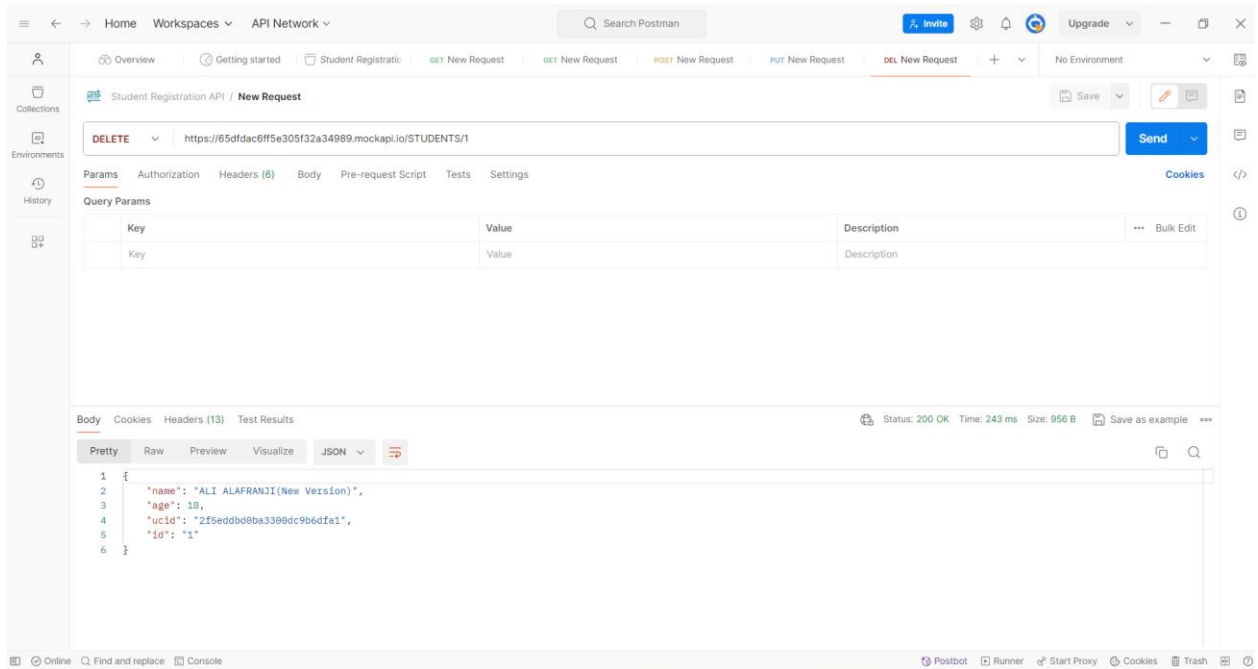 Home Workspaces API Network Search Postman Invite Upgrade
Overview Getting started Student Registratic GET New Request GET New Request POST New Request PUT New Request DEL New Request No Environment
Student Registration API / New Request Save
Collections
DELETE https://65dfdac6ff5e305f32a34989.mockapi.io/STUDENTS/1 Send
Environments
Params Authorization Headers (6) Body Pre-request Script Tests Settings Cookies
History
Query Params
Key Value Description Bulk Edit
Key Value Description
Body Cookies Headers (13) Test Results Status: 200 OK Time: 243 ms Size: 956 B Save as example
Pretty Raw Preview Visualize JSON
1 {
2 "name": "ALI ALAFRANJI(New Version)",
3 "age": 18,
4 "ucid": "2f5eddbd0ba3300dc9b6dfa1",
5 "id": "1"
6 }
Online Find and replace Console Postbot Runner Start Proxy Cookies Trash